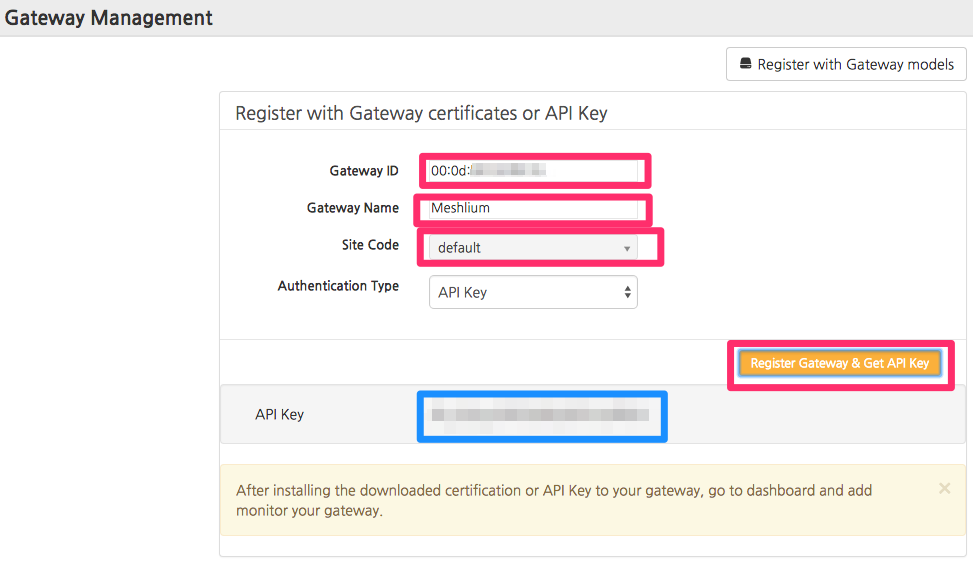 Gateway Management
Register with Gateway models
Register with Gateway certificates or API Key
Gateway ID 00:0d:
Gateway Name Meshlium
Site Code default
Authentication Type API Key
Register Gateway & Get API Key
API Key
After installing the downloaded certification or API Key to your gateway, go to dashboard and add
monitor your gateway.